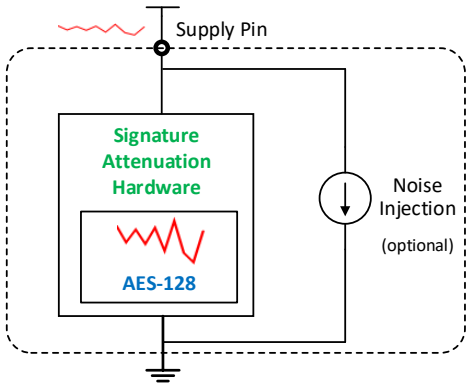 Supply Pin
Signature
Attenuation
Hardware
AES-128
Noise
Injection
(optional)